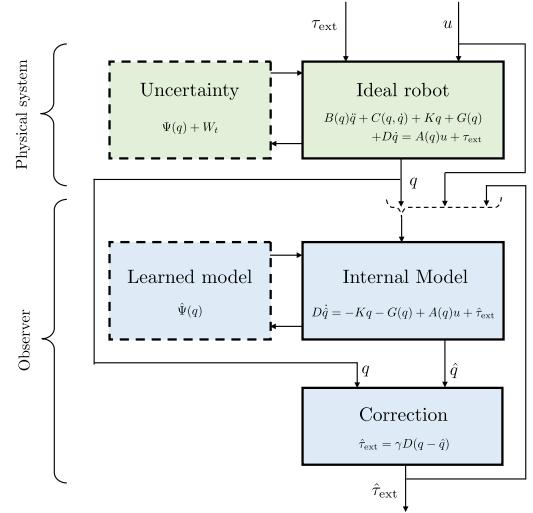 τ_ext
u
Physical system
Uncertainty
Ψ(q) + W_t
Ideal robot
B(q)q̈ + C(q, q̇) + Kq + G(q)
+Dq̇ = A(q)u + τ_ext
q
Observer
Learned model
Ψ̂(q)
Internal Model
Dq̂̇ = −Kq − G(q) + A(q)u + τ̂_ext
q
q̂
Correction
τ̂_ext = γD(q − q̂)
τ̂_ext